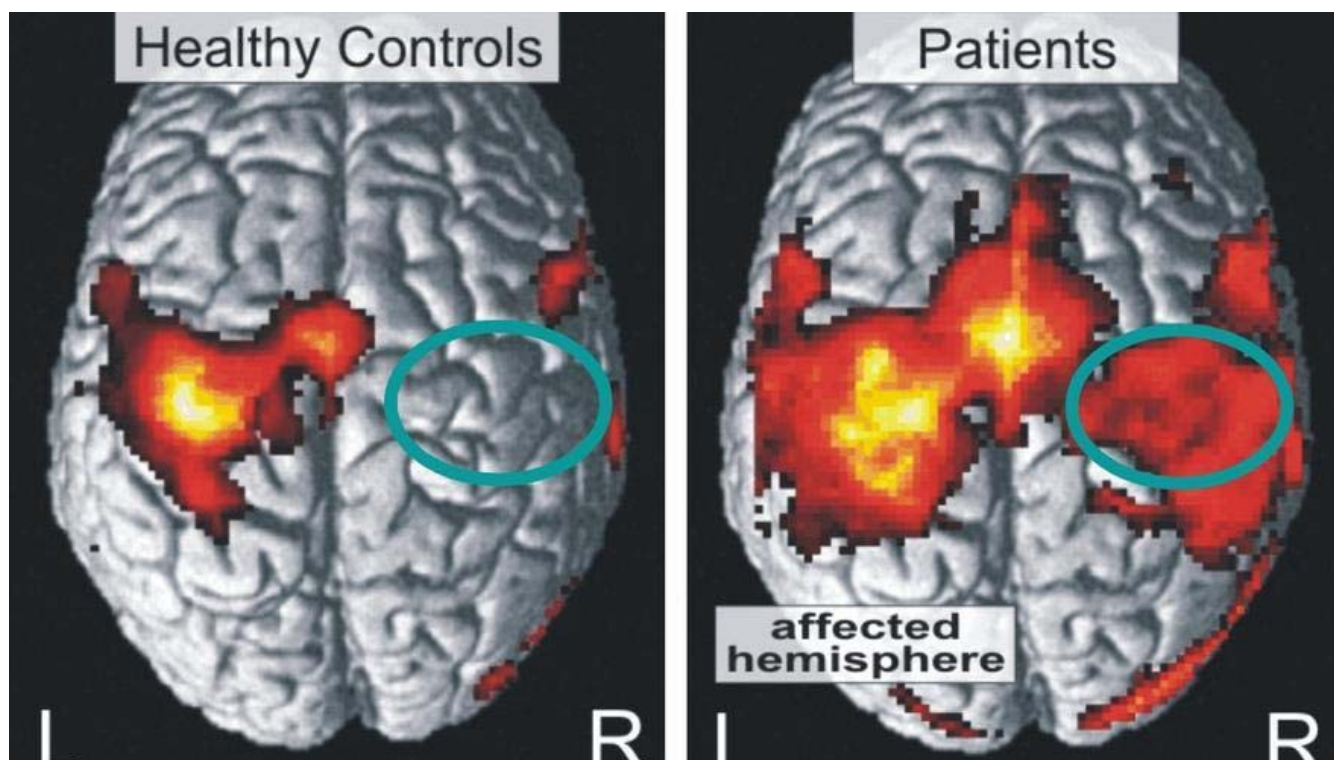 Healthy Controls
Patients
affected
hemisphere
L
R
L
R